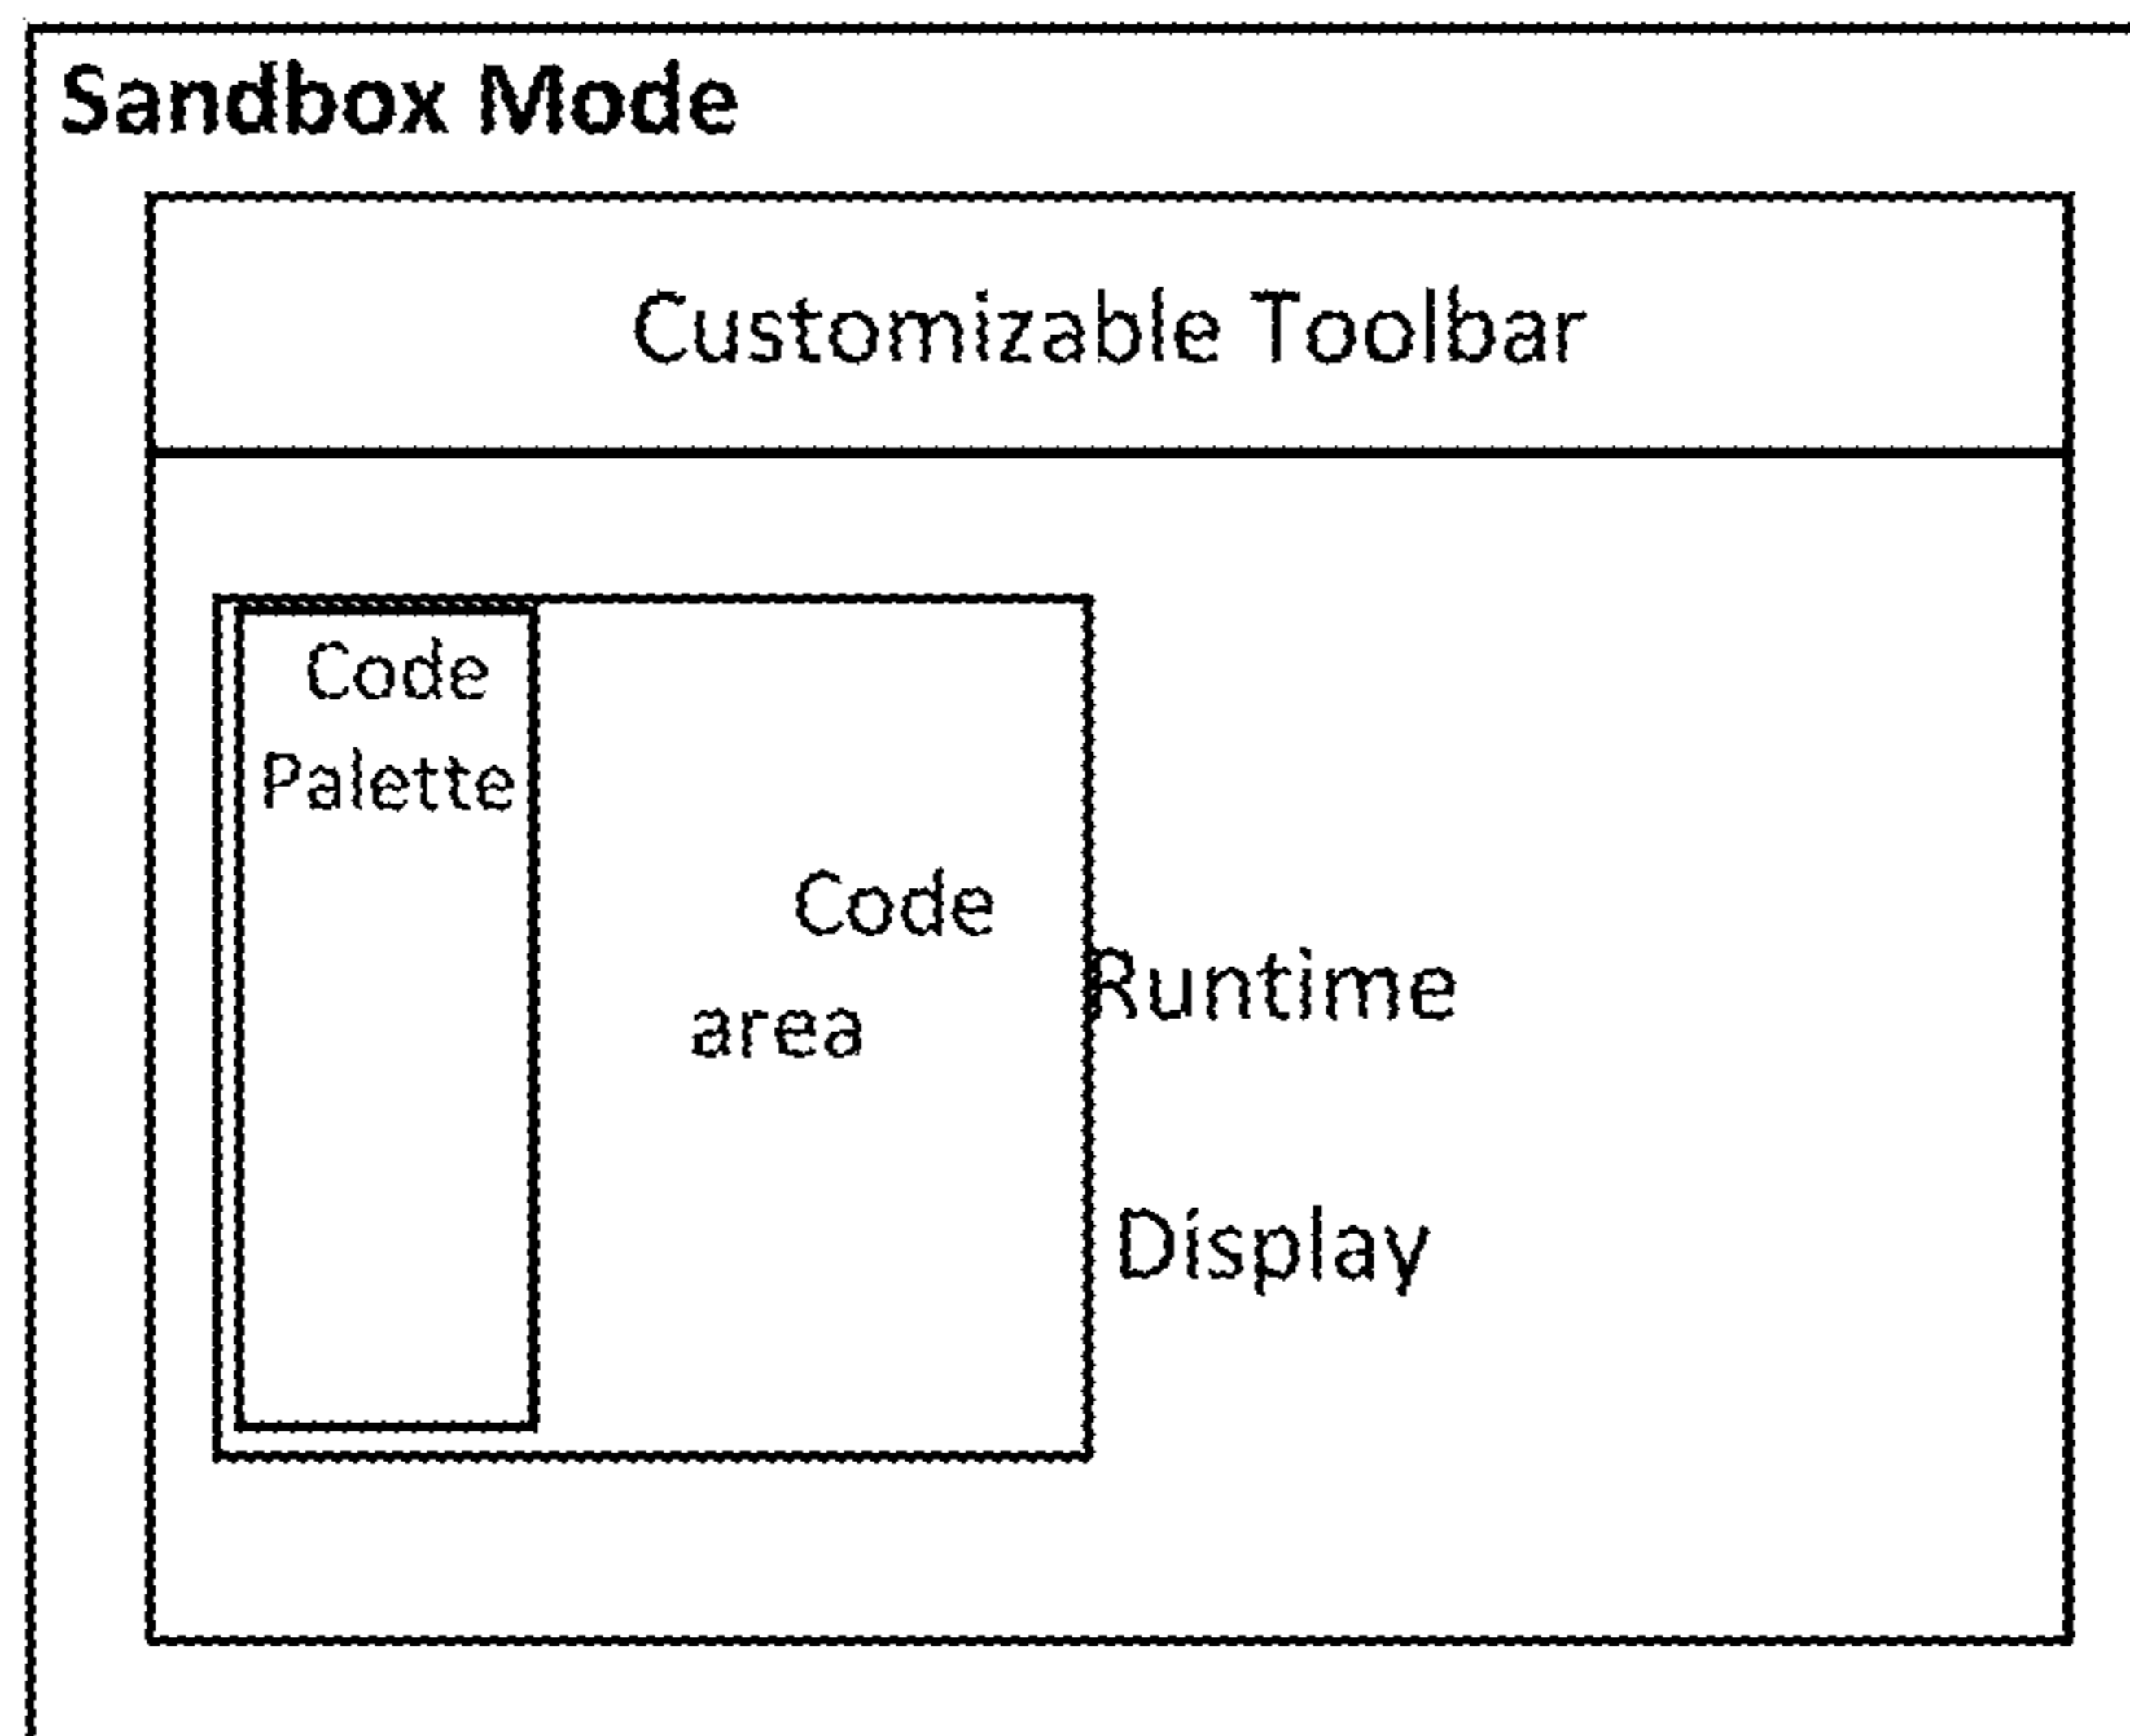 Sandbox Mode
Customizable Toolbar
Code
Palette
Code
area
Runtime
Display